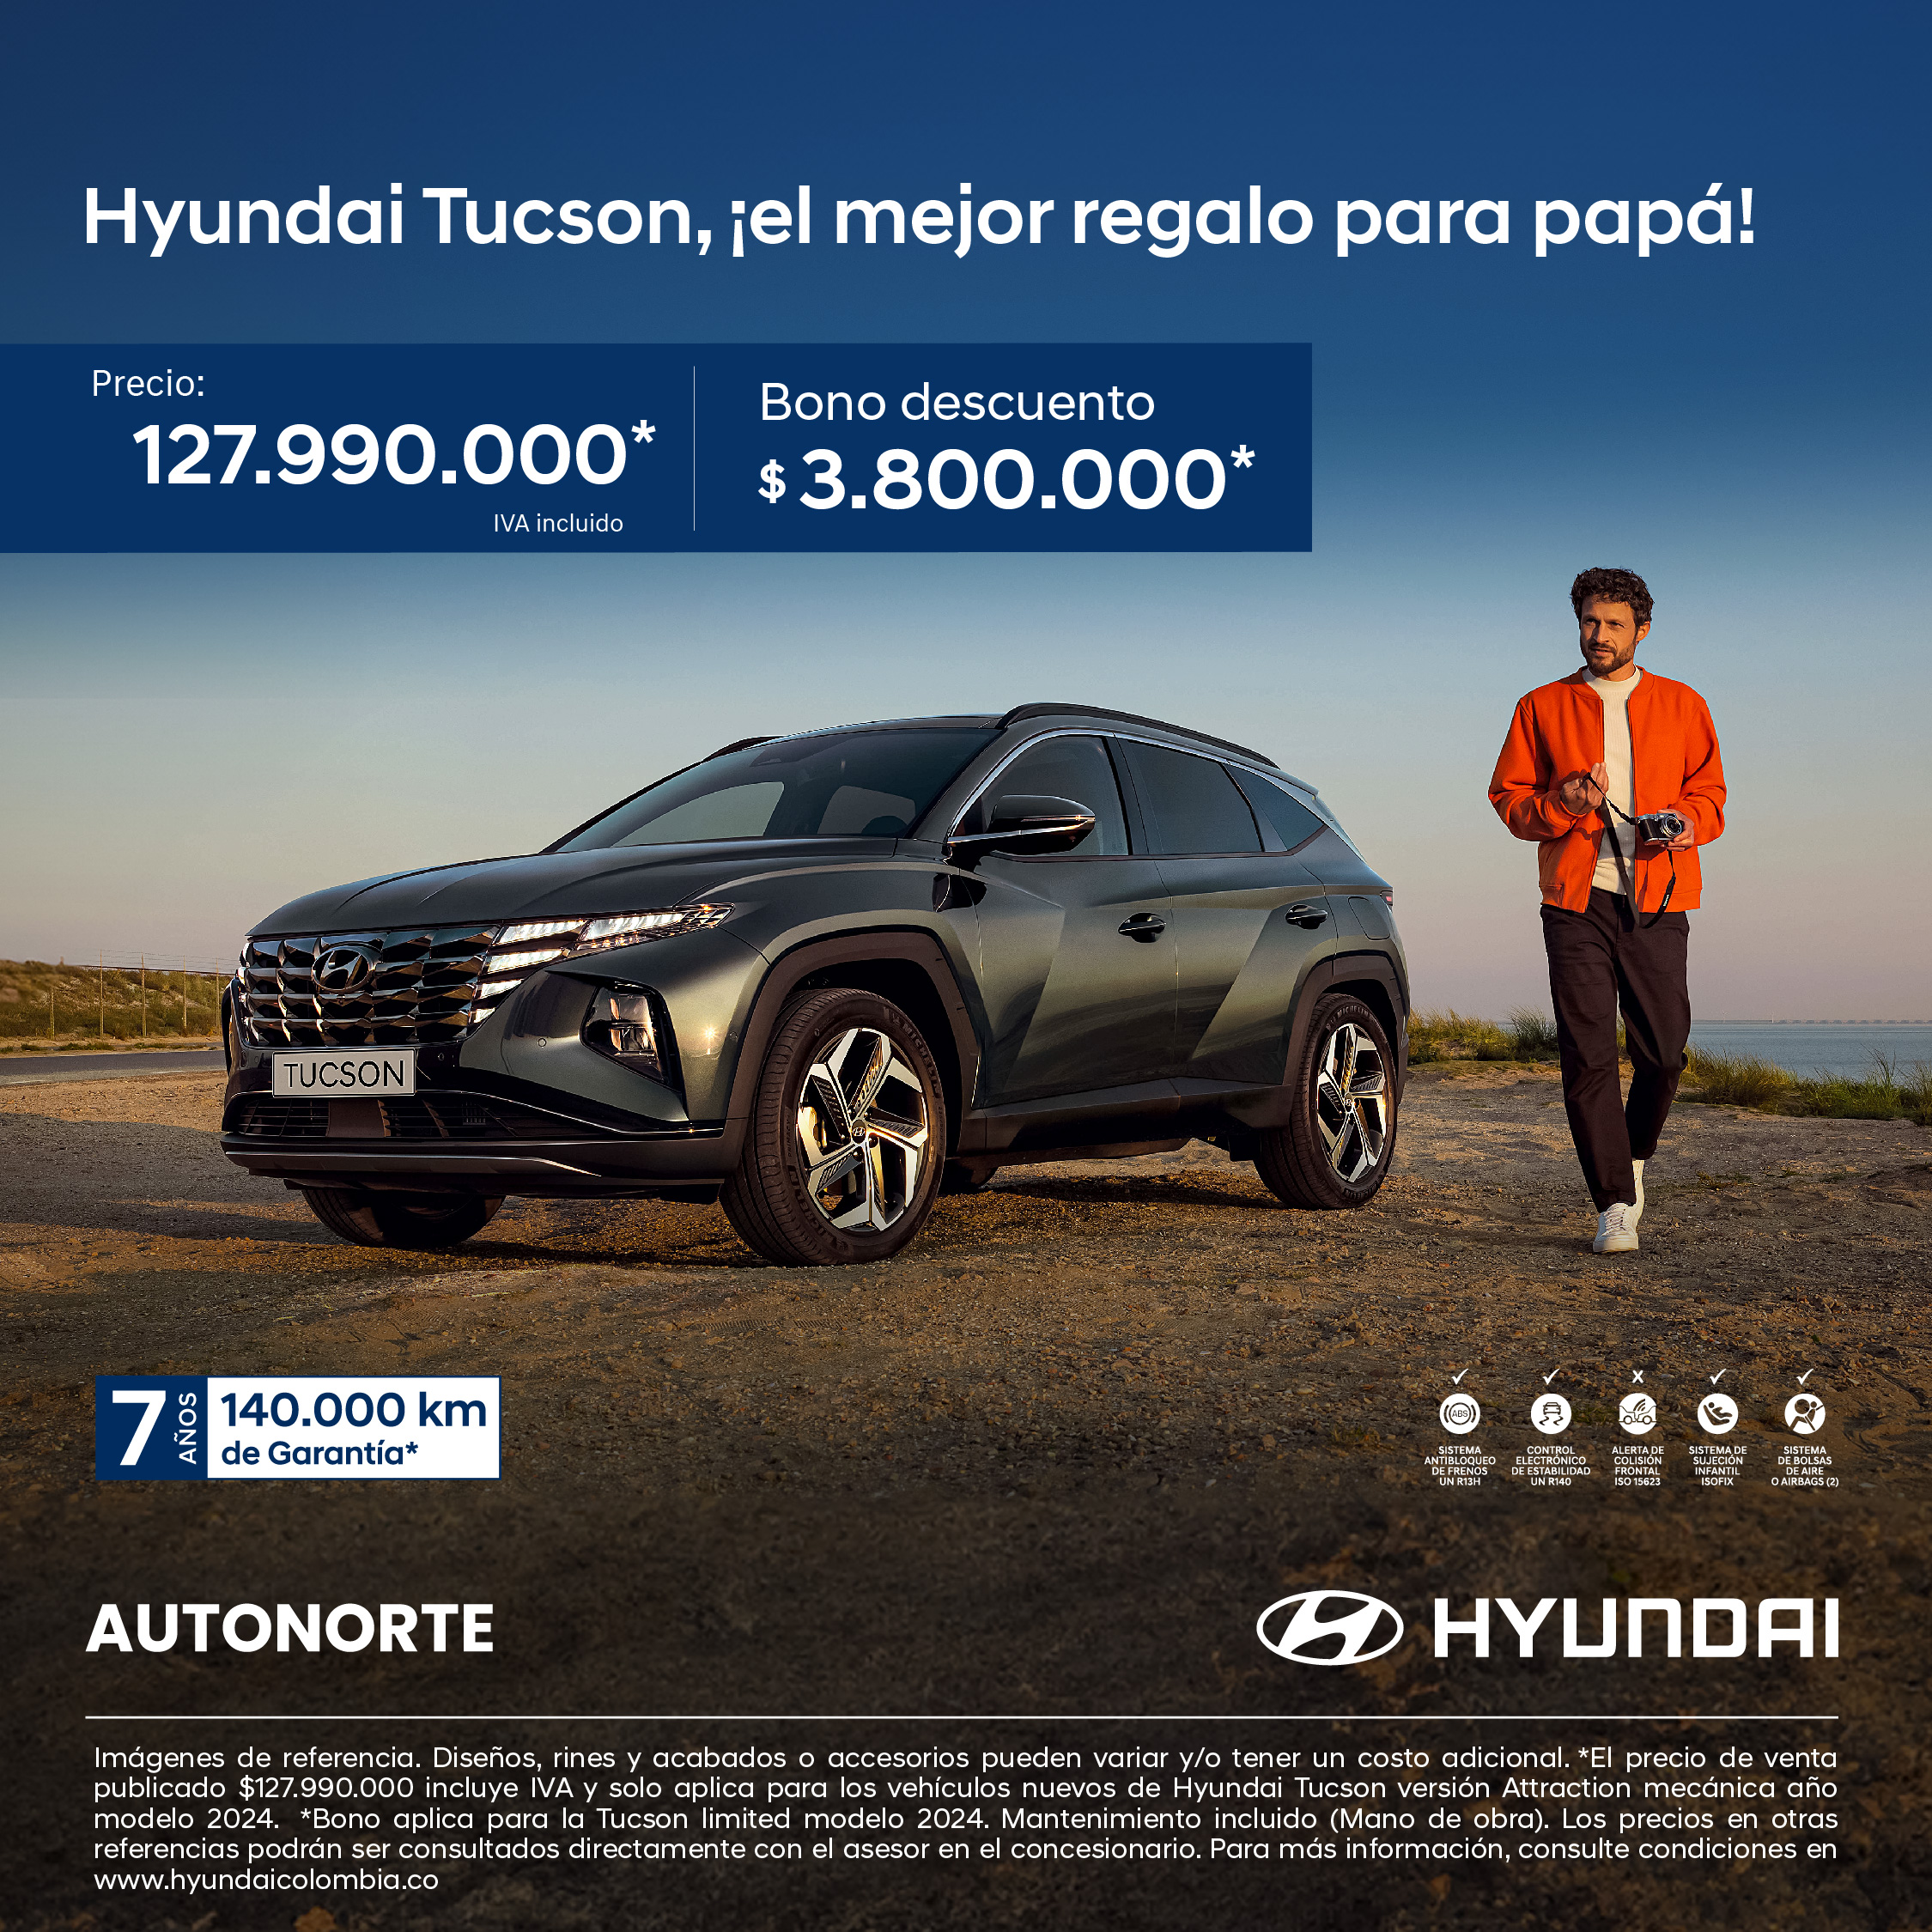 Hyundai Tucson, ¡el mejor regalo para papá!
Precio:
127.990.000*
IVA incluido
Bono descuento
$ 3.800.000*
TUCSON
7 AÑOS
140.000 km
de Garantía*
ABS
SISTEMA
ANTIBLOQUEO
DE FRENOS
UN R13H
CONTROL
ELECTRÓNICO
DE ESTABILIDAD
UN R140
X
ALERTA DE
COLISIÓN
FRONTAL
ISO 15623
SISTEMA DE
SUJECIÓN
INFANTIL
ISOFIX
SISTEMA
DE BOLSAS
DE AIRE
O AIRBAGS (2)
AUTONORTE
HYUNDAI
Imágenes de referencia. Diseños, rines y acabados o accesorios pueden variar y/o tener un costo adicional. *El precio de venta
publicado $127.990.000 incluye IVA y solo aplica para los vehículos nuevos de Hyundai Tucson versión Attraction mecánica año
modelo 2024. *Bono aplica para la Tucson limited modelo 2024. Mantenimiento incluido (Mano de obra). Los precios en otras
referencias podrán ser consultados directamente con el asesor en el concesionario. Para más información, consulte condiciones en
www.hyundaicolombia.co